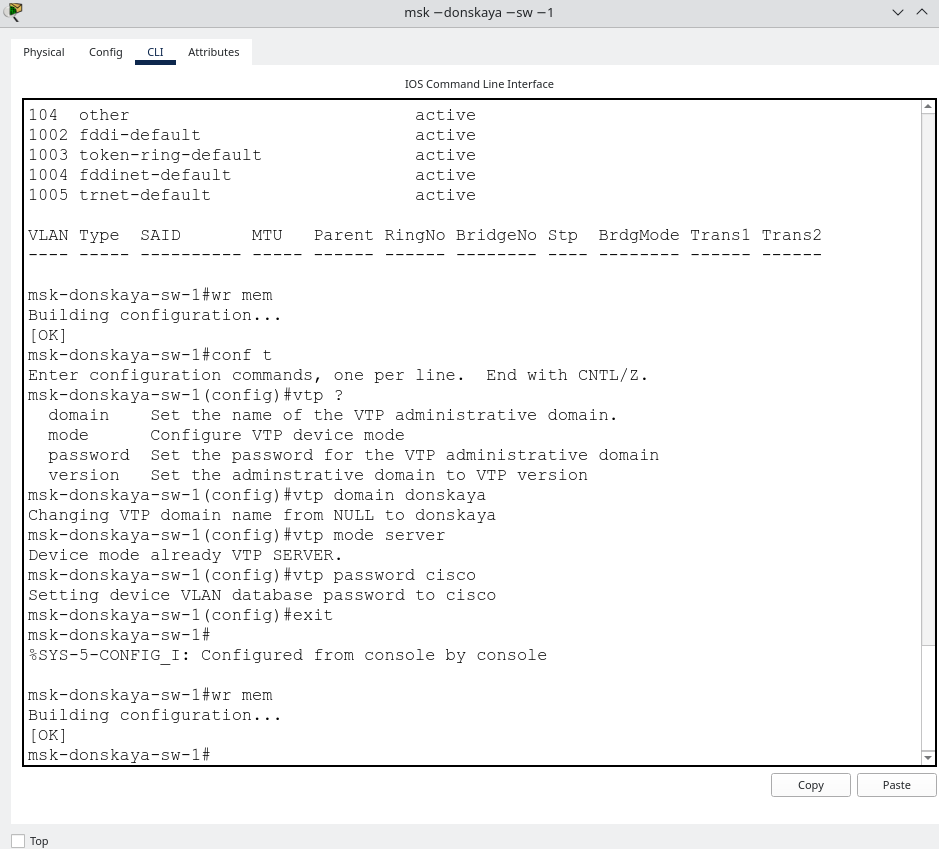 msk –donskaya –sw –1
Physical Config CLI Attributes
IOS Command Line Interface
104  other                            active
1002 fddi-default                     active
1003 token-ring-default               active
1004 fddinet-default                  active
1005 trnet-default                    active
VLAN Type  SAID       MTU   Parent RingNo BridgeNo Stp  BrdgMode Trans1 Trans2
---- ----- ---------- ----- ------ ------ -------- ---- -------- ------ ------
msk-donskaya-sw-1#wr mem
Building configuration...
[OK]
msk-donskaya-sw-1#conf t
Enter configuration commands, one per line.  End with CNTL/Z.
msk-donskaya-sw-1(config)#vtp ?
  domain    Set the name of the VTP administrative domain.
  mode      Configure VTP device mode
  password  Set the password for the VTP administrative domain
  version   Set the adminstrative domain to VTP version
msk-donskaya-sw-1(config)#vtp domain donskaya
Changing VTP domain name from NULL to donskaya
msk-donskaya-sw-1(config)#vtp mode server
Device mode already VTP SERVER.
msk-donskaya-sw-1(config)#vtp password cisco
Setting device VLAN database password to cisco
msk-donskaya-sw-1(config)#exit
msk-donskaya-sw-1#
%SYS-5-CONFIG_I: Configured from console by console
msk-donskaya-sw-1#wr mem
Building configuration...
[OK]
msk-donskaya-sw-1#
Copy Paste
Top